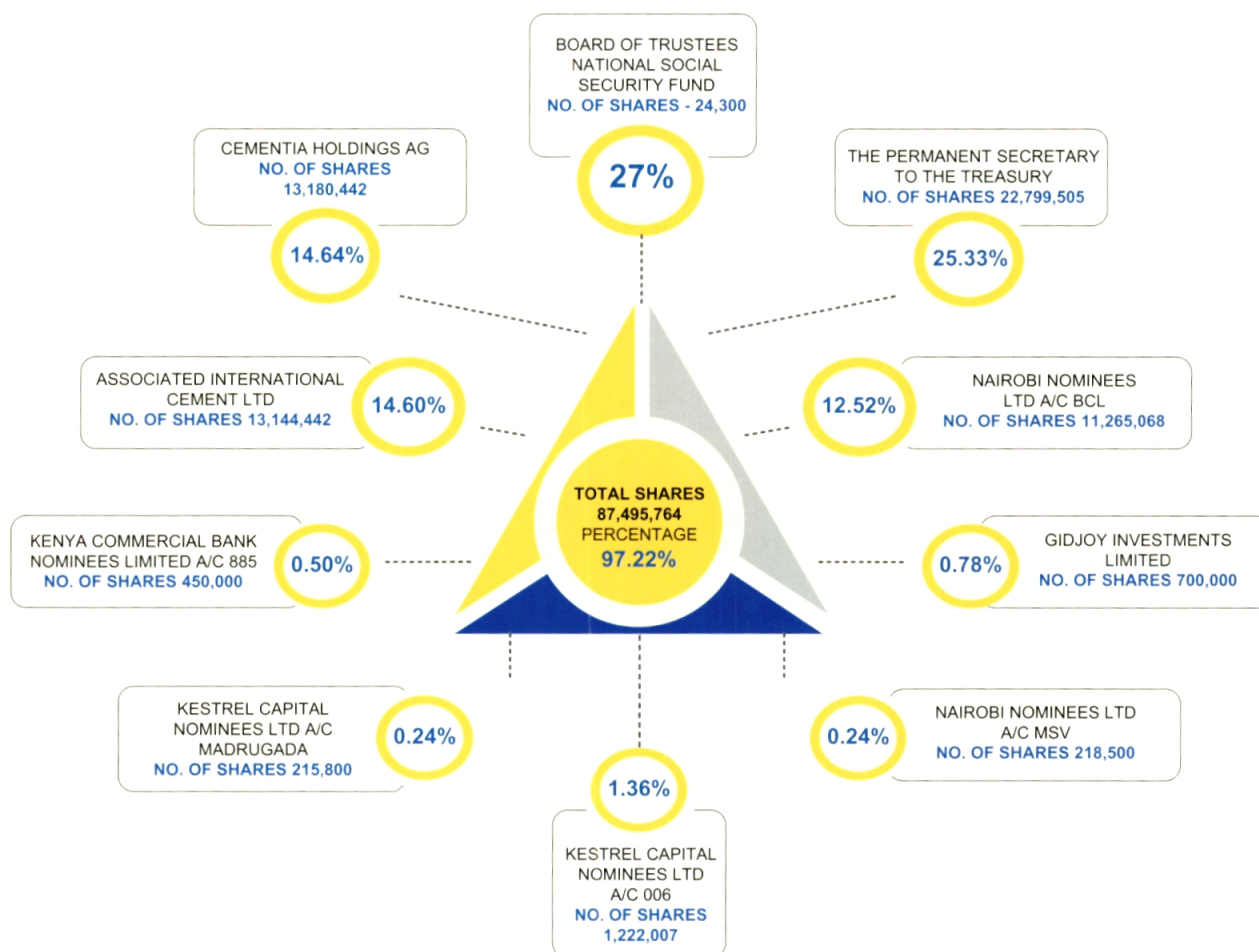 BOARD OF TRUSTEES
NATIONAL SOCIAL
SECURITY FUND
NO. OF SHARES - 24,300
27%
CEMENTIA HOLDINGS AG
NO. OF SHARES
13,180,442
14.64%
THE PERMANENT SECRETARY
TO THE TREASURY
NO. OF SHARES 22,799,505
25.33%
ASSOCIATED INTERNATIONAL
CEMENT LTD
NO. OF SHARES 13,144,442
14.60%
NAIROBI NOMINEES
LTD A/C BCL
NO. OF SHARES 11,265,068
12.52%
TOTAL SHARES
87,495,764
PERCENTAGE
97.22%
KENYA COMMERCIAL BANK
NOMINEES LIMITED A/C 885
NO. OF SHARES 450,000
0.50%
GIDJOY INVESTMENTS
LIMITED
NO. OF SHARES 700,000
0.78%
KESTREL CAPITAL
NOMINEES LTD A/C
MADRUGADA
NO. OF SHARES 215,800
0.24%
NAIROBI NOMINEES LTD
A/C MSV
NO. OF SHARES 218,500
0.24%
1.36%
KESTREL CAPITAL
NOMINEES LTD
A/C 006
NO. OF SHARES
1,222,007